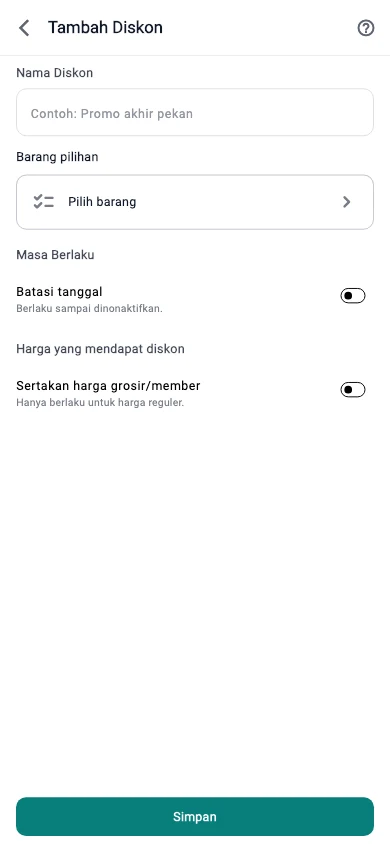 Tambah Diskon
Nama Diskon
Contoh: Promo akhir pekan
Barang pilihan
Pilih barang
Masa Berlaku
Batasi tanggal
Berlaku sampai dinonaktifkan.
Harga yang mendapat diskon
Sertakan harga grosir/member
Hanya berlaku untuk harga reguler.
Simpan